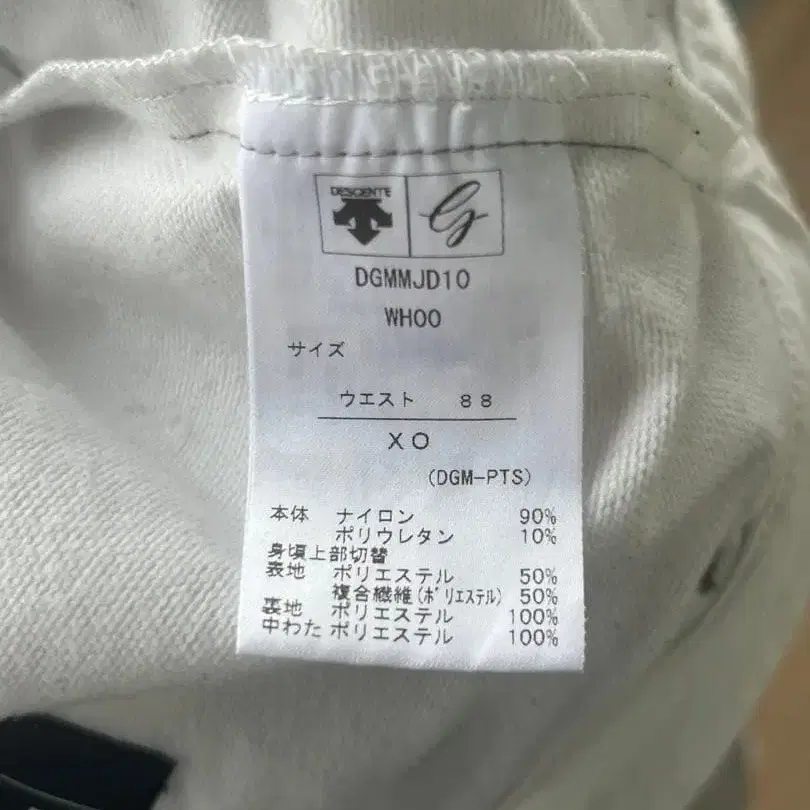 DESCENTE
DGMMJD10
WH00
サイズ
ウエスト 88
XO
(DGM-PTS)
本体 ナイロン 90%
ポリウレタン 10%
身頃上部切替
表地 ポリエステル 50%
複合繊維(ポリエステル) 50%
裏地 ポリエステル 100%
中わた ポリエステル 100%